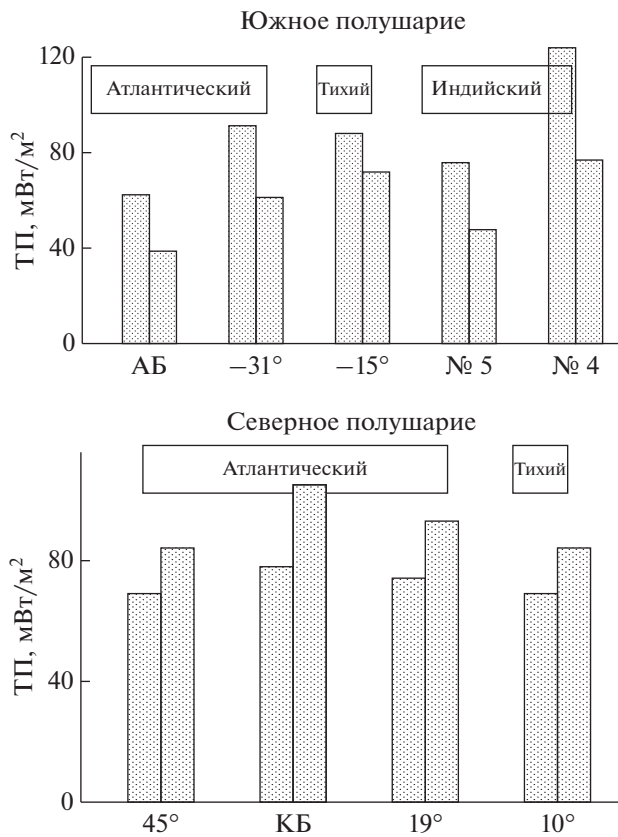 Южное полушарие
120
Атлантический Тихий Индийский
80
40
0
ТП, мВт/м²
АБ −31° −15° № 5 № 4
Северное полушарие
Атлантический Тихий
80
40
0
ТП, мВт/м²
45° КБ 19° 10°